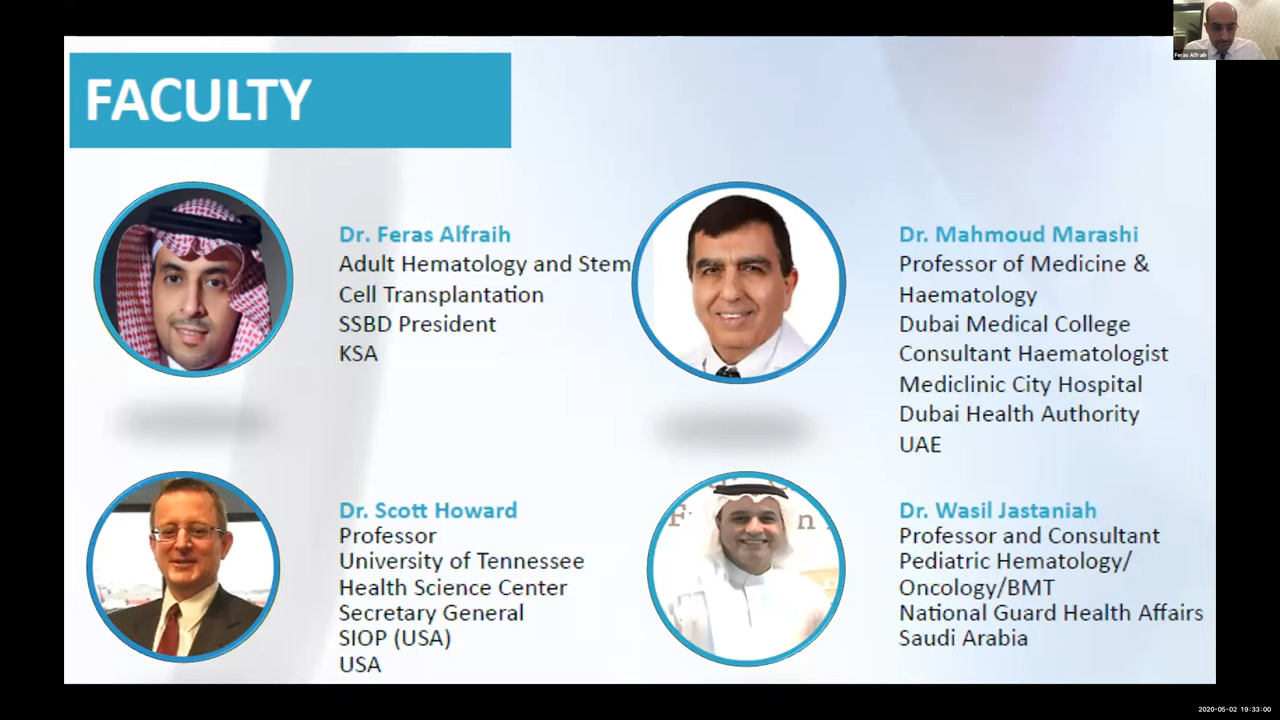 Feras Alfraih
FACULTY
Dr. Feras Alfraih
Adult Hematology and Stem
Cell Transplantation
SSBD President
KSA
Dr. Mahmoud Marashi
Professor of Medicine &
Haematology
Dubai Medical College
Consultant Haematologist
Mediclinic City Hospital
Dubai Health Authority
UAE
Dr. Scott Howard
Professor
University of Tennessee
Health Science Center
Secretary General
SIOP (USA)
USA
Dr. Wasil Jastaniah
Professor and Consultant
Pediatric Hematology/
Oncology/BMT
National Guard Health Affairs
Saudi Arabia
2020-05-02 19:33:00